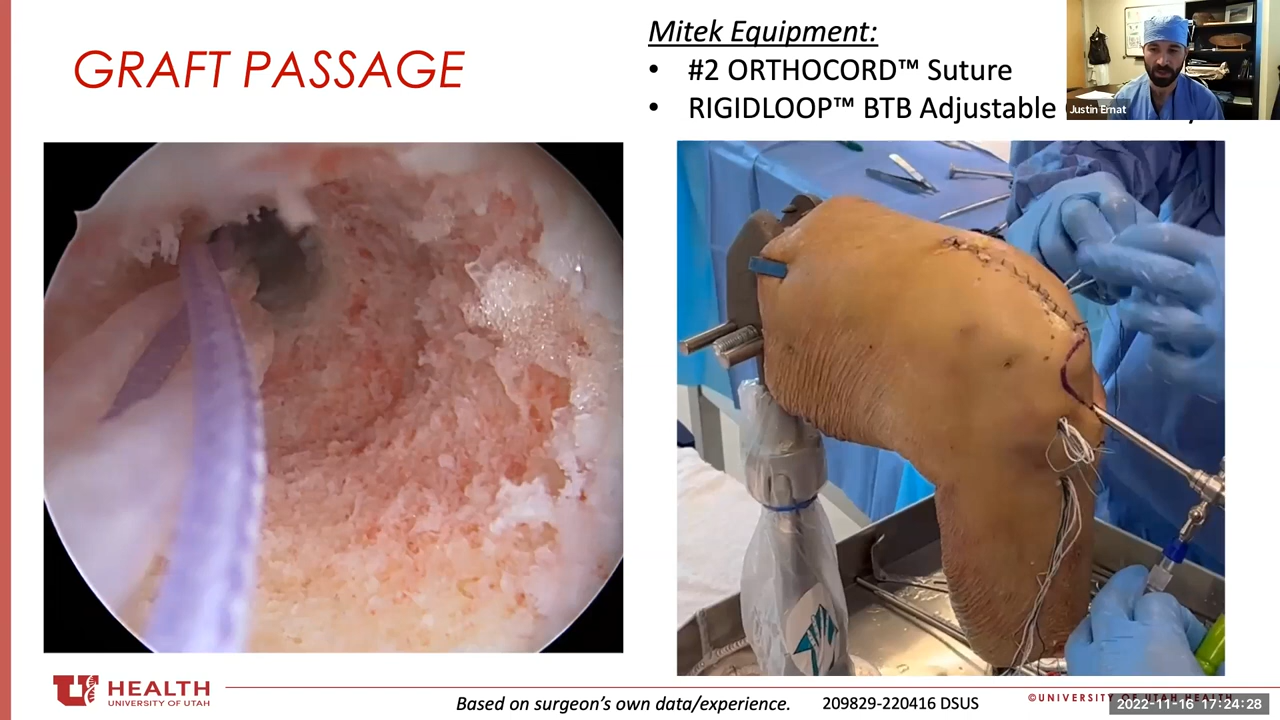 GRAFT PASSAGE
Mitek Equipment:
• #2 ORTHOCORD™ Suture
• RIGIDLOOP™ BTB Adjustable
Justin Ernat
U HEALTH
UNIVERSITY OF UTAH
Based on surgeon's own data/experience.
209829-220416 DSUS
©UNIVERSITY OF UTAH HEALTH
2022-11-16 17:24:28